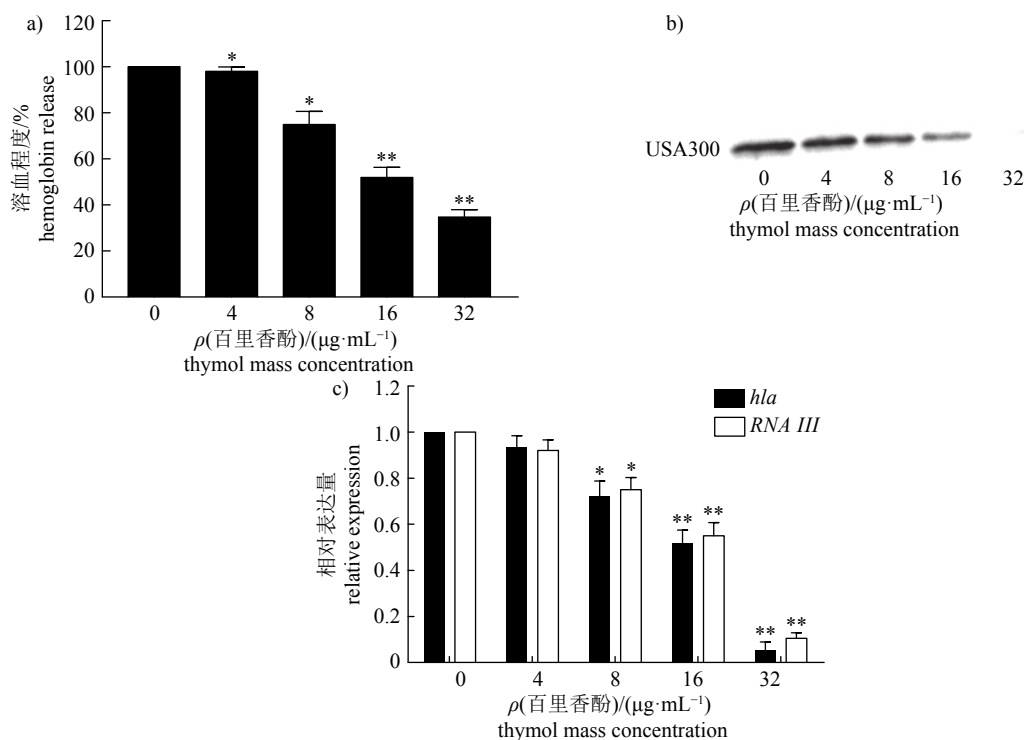 a)
120
100
80
60
40
20
0
溶血程度/%
hemoglobin release
*
*
**
**
0 4 8 16 32
ρ(百里香酚)/(μg·mL⁻¹)
thymol mass concentration
b)
USA300
0 4 8 16 32
ρ(百里香酚)/(μg·mL⁻¹)
thymol mass concentration
c)
1.2
1.0
0.8
0.6
0.4
0.2
0
相对表达量
relative expression
hla
RNA III
* *
** **
** **
0 4 8 16 32
ρ(百里香酚)/(μg·mL⁻¹)
thymol mass concentration